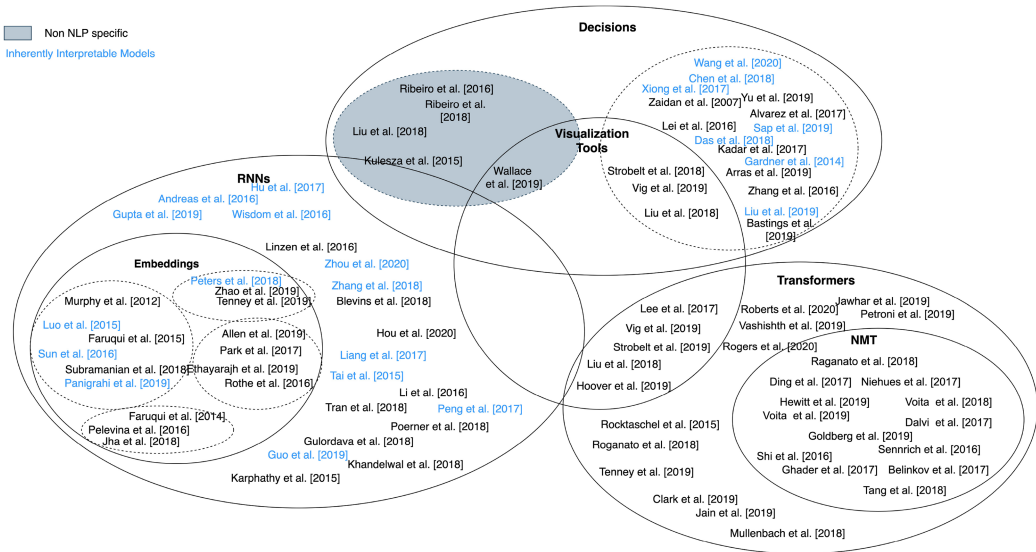 Non NLP specific
Inherently Interpretable Models
Decisions
Ribeiro et al. [2016]
Ribeiro et al.
[2018]
Liu et al. [2018]
Kulesza et al. [2015]
Wallace
et al. [2019]
Visualization
Tools
Wang et al. [2020]
Chen et al. [2018]
Xiong et al. [2017]
Zaidan et al. [2007]
Yu et al. [2019]
Alvarez et al. [2017]
Lei et al. [2016]
Sap et al. [2019]
Das et al. [2018]
Kadar et al. [2017]
Gardner et al. [2014]
Arras et al. [2019]
Strobelt et al. [2018]
Vig et al. [2019]
Zhang et al. [2016]
Liu et al. [2018]
Liu et al. [2019]
Bastings et al.
[2019]
RNNs
Hu et al. [2017]
Andreas et al. [2016]
Gupta et al. [2019]
Wisdom et al. [2016]
Linzen et al. [2016]
Zhou et al. [2020]
Zhang et al. [2018]
Blevins et al. [2018]
Hou et al. [2020]
Liang et al. [2017]
Tai et al. [2015]
Li et al. [2016]
Tran et al. [2018]
Peng et al. [2017]
Poerner et al. [2018]
Gulordava et al. [2018]
Guo et al. [2019]
Khandelwal et al. [2018]
Karphathy et al. [2015]
Embeddings
Peters et al. [2018]
Zhao et al. [2019]
Tenney et al. [2019]
Murphy et al. [2012]
Luo et al. [2015]
Faruqui et al. [2015]
Sun et al. [2016]
Subramanian et al. [2018]
Panigrahi et al. [2019]
Allen et al. [2019]
Park et al. [2017]
Ethayarajh et al. [2019]
Rothe et al. [2016]
Faruqui et al. [2014]
Pelevina et al. [2016]
Jha et al. [2018]
Transformers
Lee et al. [2017]
Vig et al. [2019]
Strobelt et al. [2019]
Liu et al. [2018]
Hoover et al. [2019]
Jawhar et al. [2019]
Roberts et al. [2020]
Petroni et al. [2019]
Vashishth et al. [2019]
Rogers et al. [2020]
NMT
Raganato et al. [2018]
Ding et al. [2017]
Niehues et al. [2017]
Hewitt et al. [2019]
Voita et al. [2018]
Voita et al. [2019]
Dalvi et al. [2017]
Goldberg et al. [2019]
Sennrich et al. [2016]
Shi et al. [2016]
Ghader et al. [2017]
Belinkov et al. [2017]
Tang et al. [2018]
Rocktaschel et al. [2015]
Roganato et al. [2018]
Tenney et al. [2019]
Clark et al. [2019]
Jain et al. [2019]
Mullenbach et al. [2018]